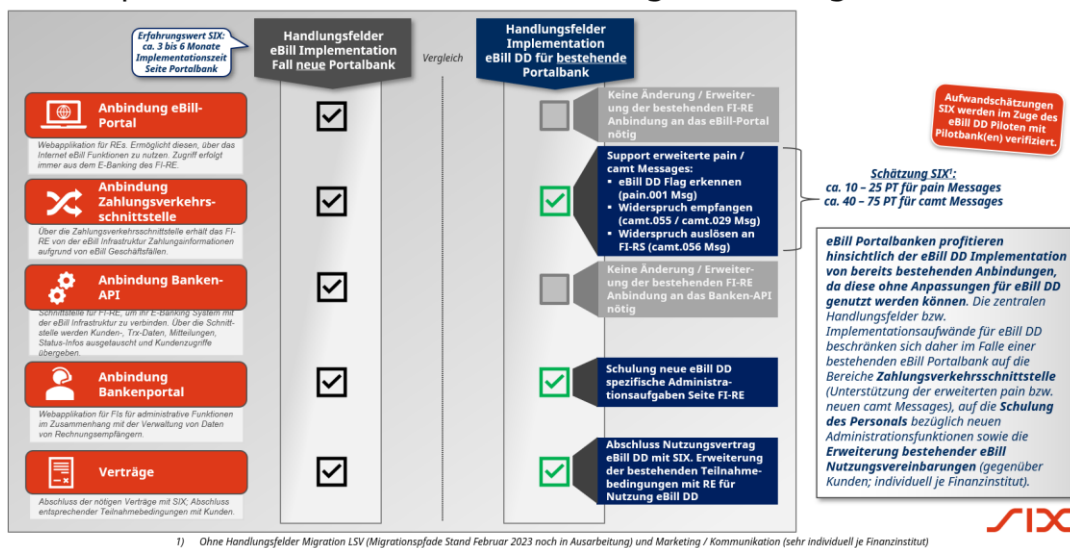 Erfahrungswert SIX:
ca. 3 bis 6 Monate
Implementationszeit
Seite Portalbank
Handlungsfelder
eBill Implementation
Fall neue Portalbank
Vergleich
Handlungsfelder
Implementation
eBill DD für bestehende
Portalbank
Anbindung eBill-
Portal
Webapplikation für REs. Ermöglicht diesen, über das
Internet eBill Funktionen zu nutzen. Zugriff erfolgt
immer aus dem E-Banking des FI-RE.
Keine Änderung / Erweiter-
ung der bestehenden FI-RE
Anbindung an das eBill-Portal
nötig
Anbindung
Zahlungsverkehrs-
schnittstelle
Über die Zahlungsverkehrsschnittstelle erhält das FI-
RE von der eBill Infrastruktur Zahlungsinformationen
aufgrund von eBill Geschäftsfällen.
Support erweiterte pain /
camt Messages:
▪ eBill DD Flag erkennen
(pain.001 Msg)
▪ Widerspruch empfangen
(camt.055 / camt.029 Msg)
▪ Widerspruch auslösen an
FI-RS (camt.056 Msg)
Anbindung Banken-
API
Schnittstelle für FI-RE, um ihr E-Banking System mit
der eBill Infrastruktur zu verbinden. Über die Schnitt-
stelle werden Kunden-, Trx-Daten, Mitteilungen,
Status-Infos ausgetauscht und Kundenzugriffe
übergeben.
Keine Änderung / Erweiter-
ung der bestehenden FI-RE
Anbindung an das Banken-API
nötig
Anbindung
Bankenportal
Webapplikation für FIs für administrative Funktionen
im Zusammenhang mit der Verwaltung von Daten
von Rechnungsempfängern.
Schulung neue eBill DD
spezifische Administra-
tionsaufgaben Seite FI-RE
Verträge
Abschluss der nötigen Verträge mit SIX; Abschluss
entsprechender Teilnahmebedingungen mit Kunden.
Abschluss Nutzungsvertrag
eBill DD mit SIX. Erweiterung
der bestehenden Teilnahme-
bedingungen mit RE für
Nutzung eBill DD
Aufwandschätzungen
SIX werden im Zuge des
eBill DD Piloten mit
Pilotbank(en) verifiziert.
Schätzung SIX¹:
ca. 10 – 25 PT für pain Messages
ca. 40 – 75 PT für camt Messages
eBill Portalbanken profitieren
hinsichtlich der eBill DD Implementation
von bereits bestehenden Anbindungen,
da diese ohne Anpassungen für eBill DD
genutzt werden können. Die zentralen
Handlungsfelder bzw.
Implementationsaufwände für eBill DD
beschränken sich daher im Falle einer
bestehenden eBill Portalbank auf die
Bereiche Zahlungsverkehrsschnittstelle
(Unterstützung der erweiterten pain bzw.
neuen camt Messages), auf die Schulung
des Personals bezüglich neuen
Administrationsfunktionen sowie die
Erweiterung bestehender eBill
Nutzungsvereinbarungen (gegenüber
Kunden; individuell je Finanzinstitut).
SIX
1) Ohne Handlungsfelder Migration LSV (Migrationspfade Stand Februar 2023 noch in Ausarbeitung) und Marketing / Kommunikation (sehr individuell je Finanzinstitut)